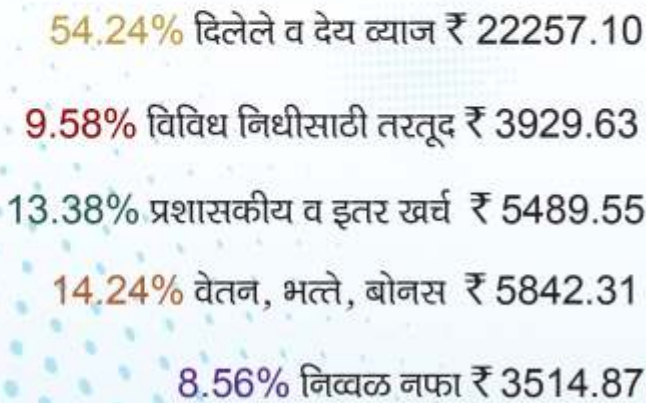 54.24% दिलेले व देय व्याज ₹ 22257.10
9.58% विविध निधीसाठी तरतूद ₹ 3929.63
13.38% प्रशासकीय व इतर खर्च ₹ 5489.55
14.24% वेतन, भत्ते, बोनस ₹ 5842.31
8.56% निव्वळ नफा ₹ 3514.87